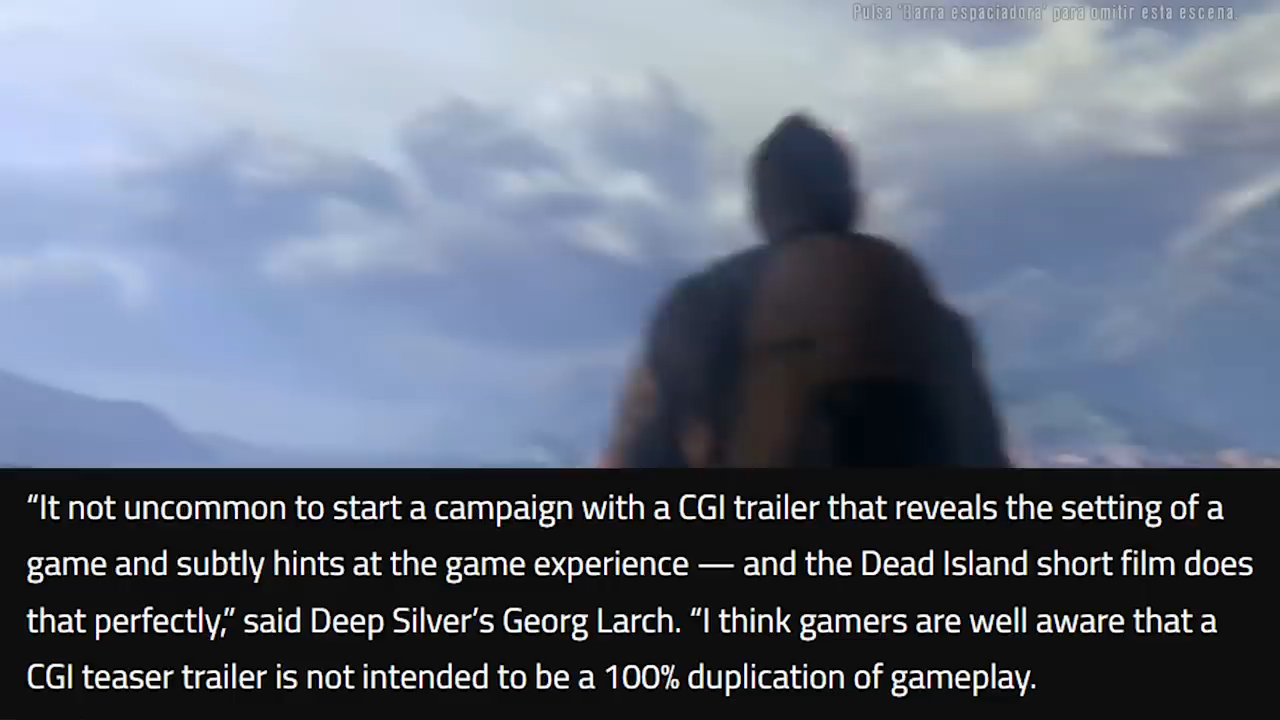 Pulsa 'Barra espaciadora' para omitir esta escena.
“It not uncommon to start a campaign with a CGI trailer that reveals the setting of a
game and subtly hints at the game experience — and the Dead Island short film does
that perfectly,” said Deep Silver’s Georg Larch. “I think gamers are well aware that a
CGI teaser trailer is not intended to be a 100% duplication of gameplay.